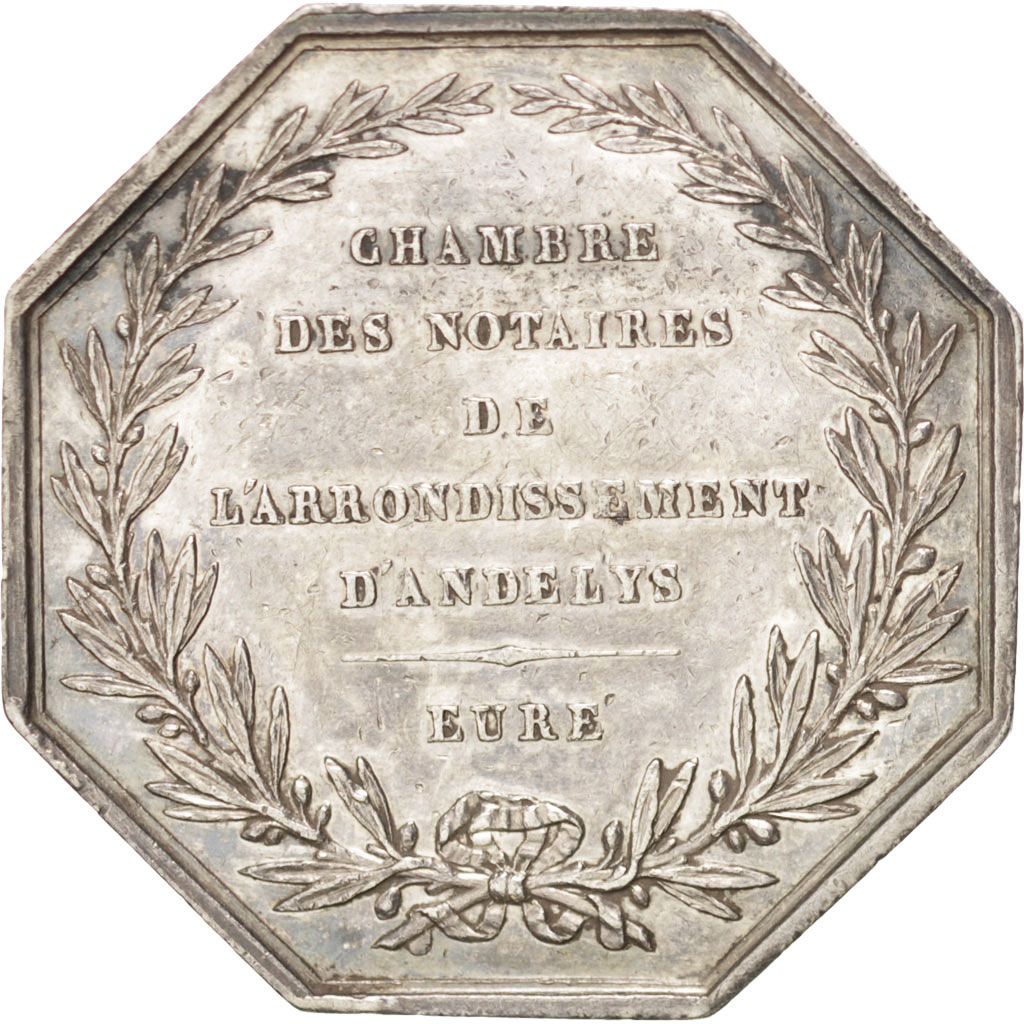 CHAMBRE
DES NOTAIRES
DE
L'ARRONDISSEMENT
D'ANDELYS
EURE